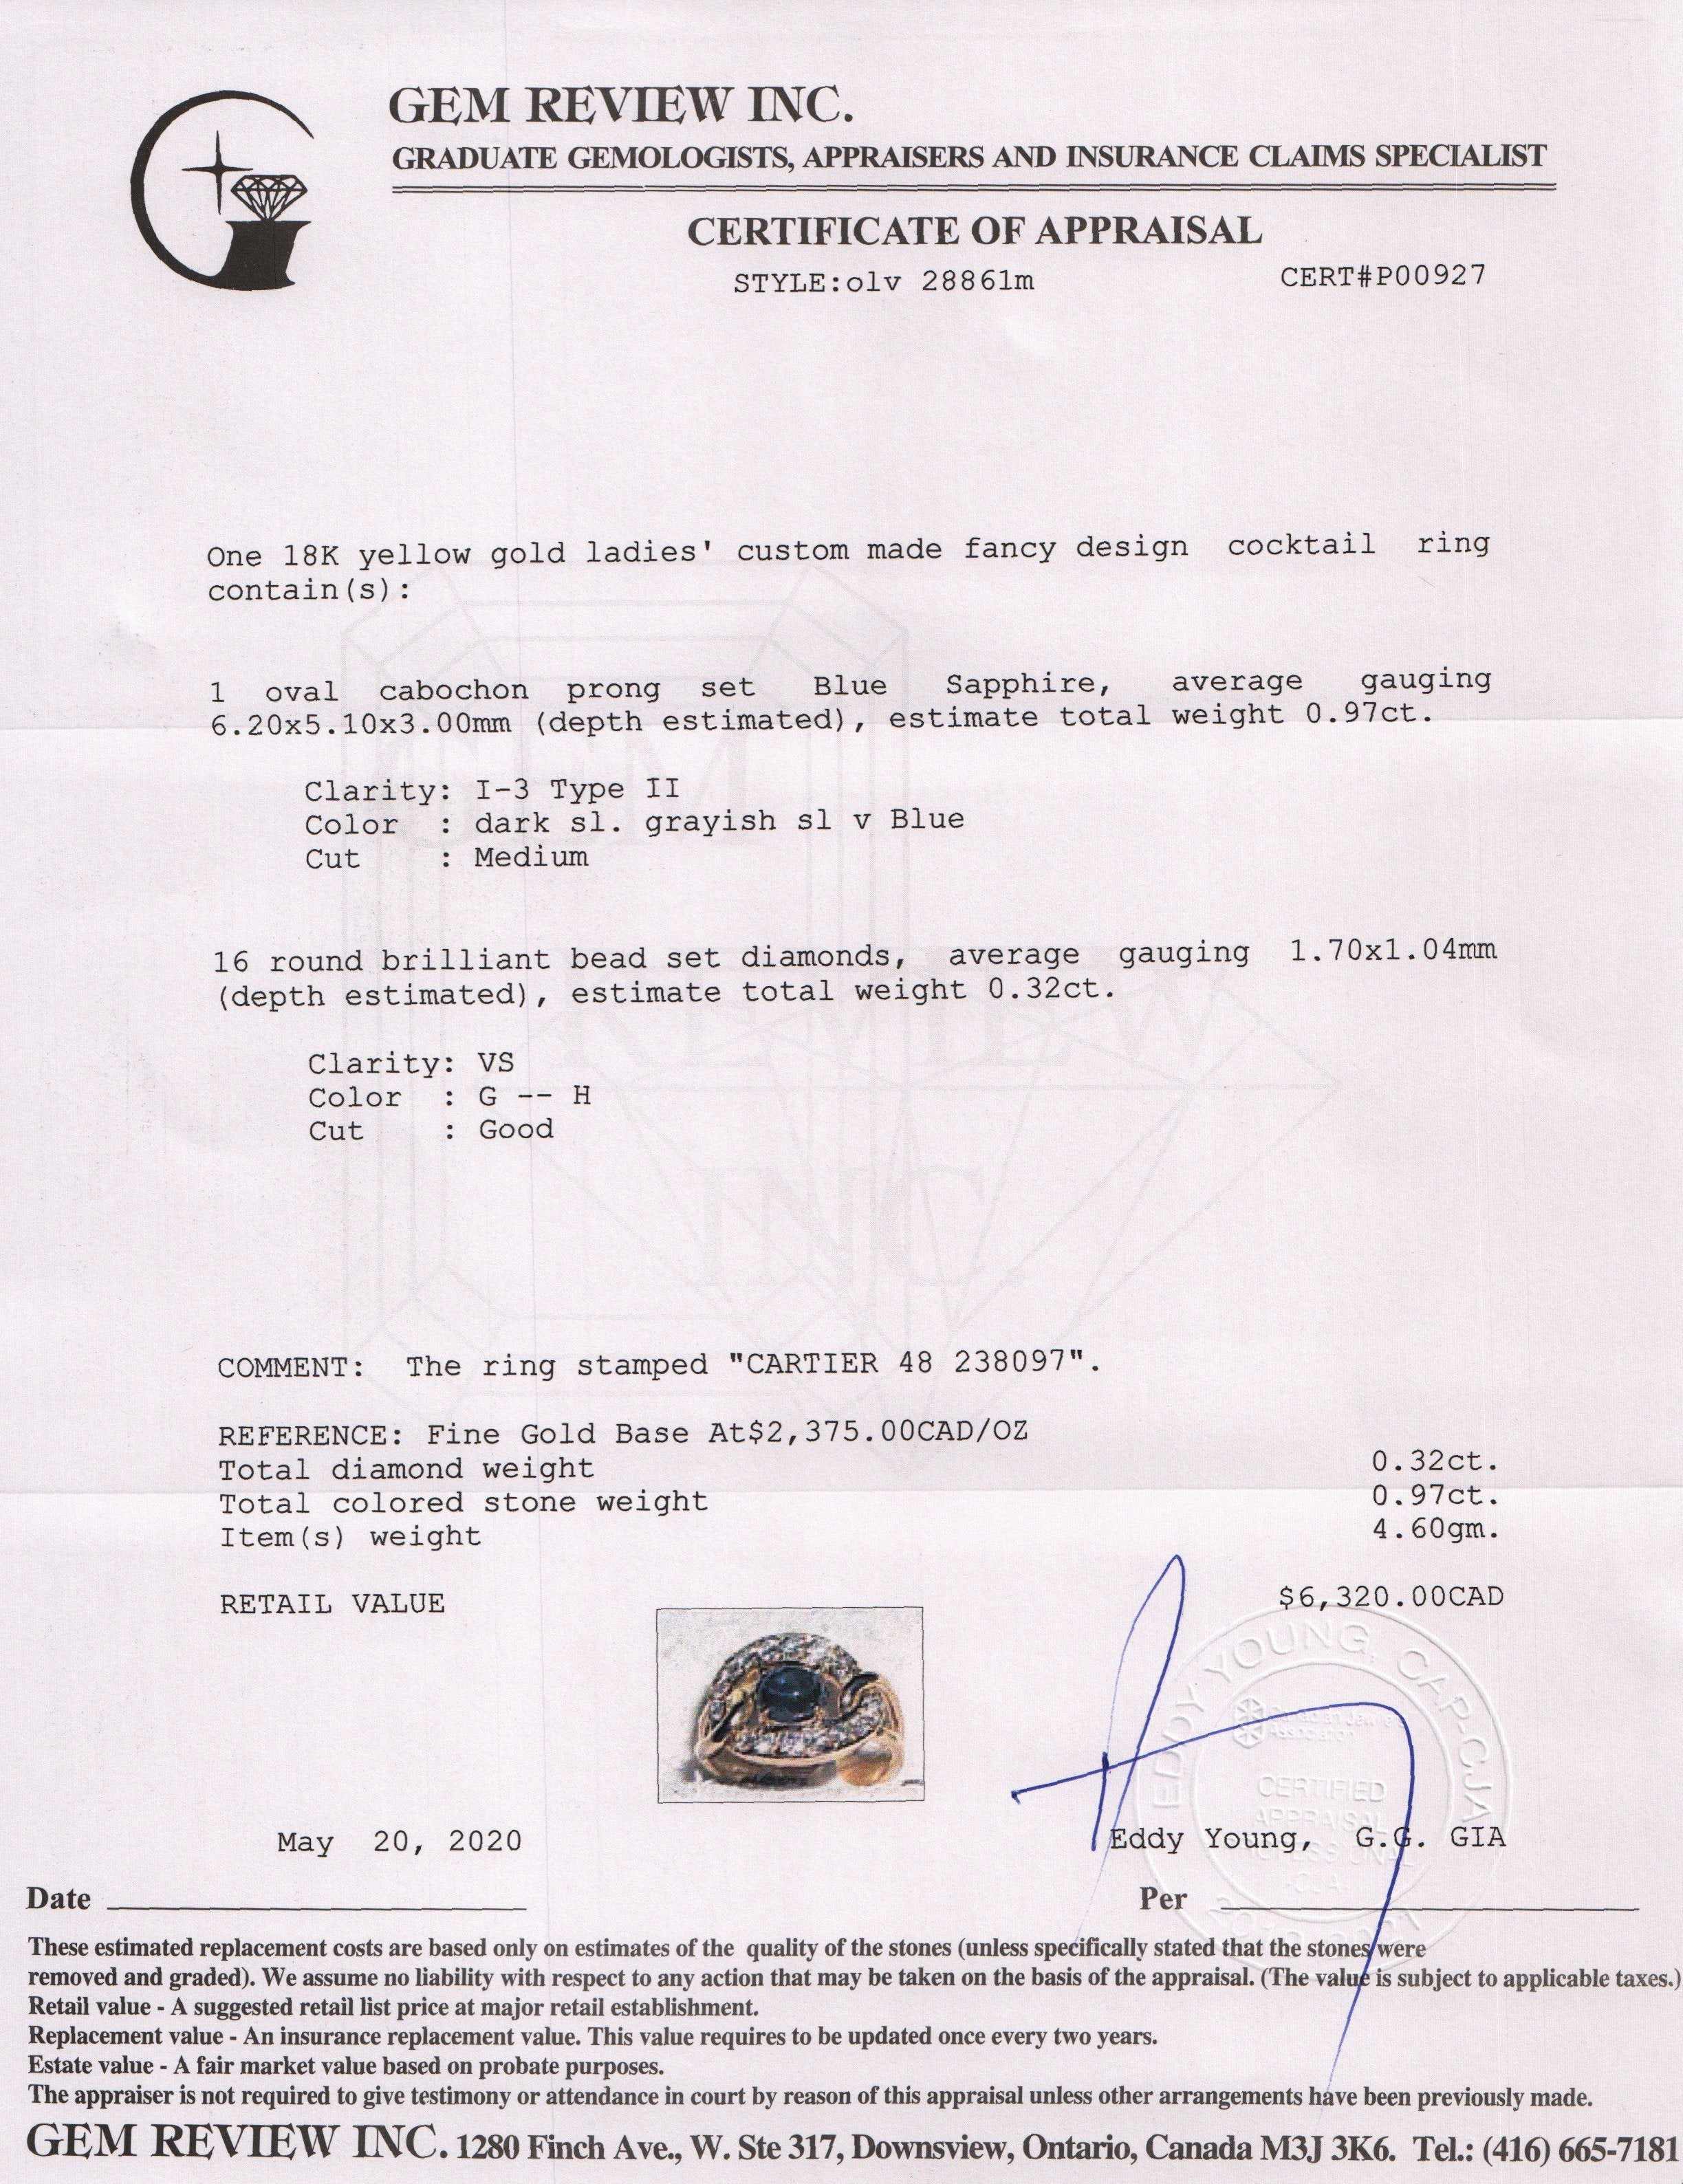 GEM REVIEW INC.
GRADUATE GEMOLOGISTS, APPRAISERS AND INSURANCE CLAIMS SPECIALIST
CERTIFICATE OF APPRAISAL
STYLE:olv 28861m CERT#P00927
One 18K yellow gold ladies' custom made fancy design cocktail ring
contain(s):
1 oval cabochon prong set Blue Sapphire, average gauging
6.20x5.10x3.00mm (depth estimated), estimate total weight 0.97ct.
Clarity: I-3 Type II
Color : dark sl. grayish sl v Blue
Cut : Medium
16 round brilliant bead set diamonds, average gauging 1.70x1.04mm
(depth estimated), estimate total weight 0.32ct.
Clarity: VS
Color : G -- H
Cut : Good
REVIEW
INC.
COMMENT: The ring stamped "CARTIER 48 238097".
REFERENCE: Fine Gold Base At$2,375.00CAD/OZ
Total diamond weight 0.32ct.
Total colored stone weight 0.97ct.
Item(s) weight 4.60gm.
RETAIL VALUE $6,320.00CAD
EDDY YOUNG, CAP-CJA
CERTIFIED
APPRAISAL
May 20, 2020 Eddy Young, G.G. GIA
Date Per
These estimated replacement costs are based only on estimates of the quality of the stones (unless specifically stated that the stones were
removed and graded). We assume no liability with respect to any action that may be taken on the basis of the appraisal. (The value is subject to applicable taxes.)
Retail value - A suggested retail list price at major retail establishment.
Replacement value - An insurance replacement value. This value requires to be updated once every two years.
Estate value - A fair market value based on probate purposes.
The appraiser is not required to give testimony or attendance in court by reason of this appraisal unless other arrangements have been previously made.
GEM REVIEW INC. 1280 Finch Ave., W. Ste 317, Downsview, Ontario, Canada M3J 3K6. Tel.: (416) 665-7181